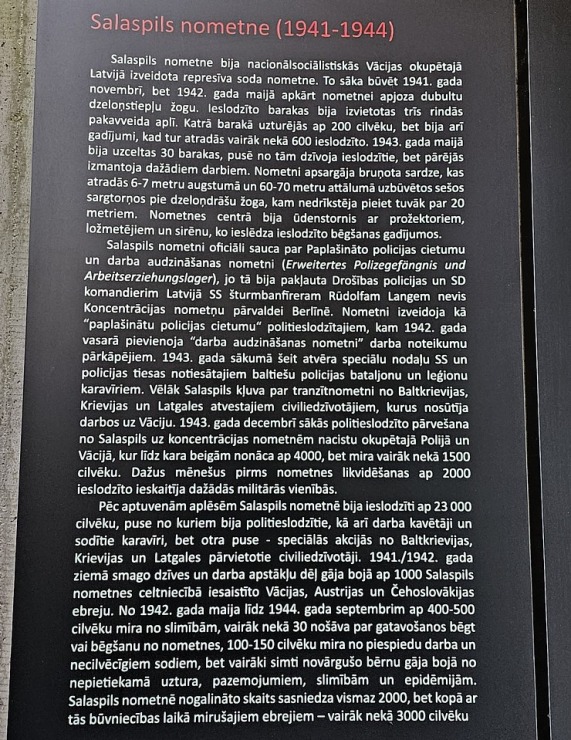 Salaspils nometne (1941-1944)
Salaspils nometne bija nacionālsociālistiskās Vācijas okupētajā
Latvijā izveidota represīva soda nometne. To sāka būvēt 1941. gada
novembrī, bet 1942. gada maijā apkārt nometnei apjoza dubultu
dzeloņstiepļu žogu. Ieslodzīto barakas bija izvietotas trīs rindās
pakavveida aplī. Katrā barakā uzturējās ap 200 cilvēku, bet bija arī
gadījumi, kad tur atradās vairāk nekā 600 ieslodzīto. 1943. gada maijā
bija uzceltas 30 barakas, pusē no tām dzīvoja ieslodzītie, bet pārējās
izmantoja dažādiem darbiem. Nometni apsargāja bruņota sardze, kas
atradās 6-7 metru augstumā un 60-70 metru attālumā uzbūvētos sešos
sargtorņos pie dzeloņdrāšu žoga, kam nedrīkstēja pieiet tuvāk par 20
metriem. Nometnes centrā bija ūdenstornis ar prožektoriem,
ložmetējiem un sirēnu, ko ieslēdza ieslodzīto bēgšanas gadījumos.
Salaspils nometni oficiāli sauca par Paplašināto policijas cietumu
un darba audzināšanas nometni (Erweitertes Polizegefängnis und
Arbeitserziehungslager), jo tā bija pakļauta Drošības policijas un SD
komandierim Latvijā SS šturmbanfīreram Rūdolfam Langem nevis
Koncentrācijas nometņu pārvaldei Berlīnē. Nometni izveidoja kā
"paplašinātu policijas cietumu" politieslodzītajiem, kam 1942. gada
vasarā pievienoja "darba audzināšanas nometni" darba noteikumu
pārkāpējiem. 1943. gada sākumā šeit atvēra speciālu nodaļu SS un
policijas tiesas notiesātajiem baltiešu policijas bataljonu un leģionu
karavīriem. Vēlāk Salaspils kļuva par tranzītnometni no Baltkrievijas,
Krievijas un Latgales atvestajiem civiliedzīvotājiem, kurus nosūtīja
darbos uz Vāciju. 1943. gada decembrī sākās politieslodzīto pārvešana
no Salaspils uz koncentrācijas nometnēm nacistu okupētajā Polijā un
Vācijā, kur līdz kara beigām nonāca ap 4000, bet mira vairāk nekā 1500
cilvēku. Dažus mēnešus pirms nometnes likvidēšanas ap 2000
ieslodzīto ieskaitīja dažādās militārās vienībās.
Pēc aptuvenām aplēsēm Salaspils nometnē bija ieslodzīti ap 23 000
cilvēku, puse no kuriem bija politieslodzītie, kā arī darba kavētāji un
sodītie karavīri, bet otra puse - speciālās akcijās no Baltkrievijas,
Krievijas un Latgales pārvietotie civiliedzīvotāji. 1941./1942. gada
ziemā smago dzīves un darba apstākļu dēļ gāja bojā ap 1000 Salaspils
nometnes celtniecībā iesaistīto Vācijas, Austrijas un Čehoslovākijas
ebreju. No 1942. gada maija līdz 1944. gada septembrim ap 400-500
cilvēku mira no slimībām, vairāk nekā 30 nošāva par gatavošanos bēgt
vai bēgšanu no nometnes, 100-150 cilvēku mira no piespiedu darba un
necilvēcīgiem sodiem, bet vairāki simti novārgušo bērnu gāja bojā no
nepietiekamā uztura, pazemojumiem, slimībām un epidēmijām.
Salaspils nometnē nogalināto skaits sasniedza vismaz 2000, bet kopā ar
tās būvniecības laikā mirušajiem ebrejiem – vairāk nekā 3000 cilvēku